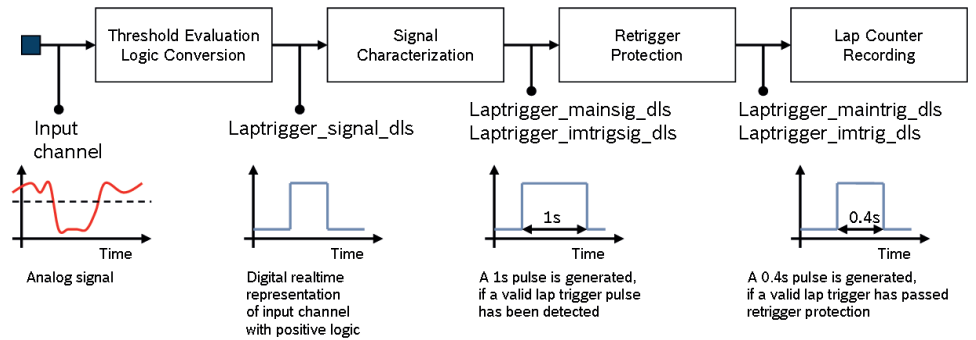 Threshold Evaluation
Logic Conversion
Signal
Characterization
Retrigger
Protection
Lap Counter
Recording
Input
channel
Laptrigger_signal_dls
Laptrigger_mainsig_dls
Laptrigger_imtrigsig_dls
Laptrigger_maintrig_dls
Laptrigger_imtrig_dls
Time
Time
1s
Time
0.4s
Time
Analog signal
Digital realtime
representation
of input channel
with positive logic
A 1s pulse is generated,
if a valid lap trigger pulse
has been detected
A 0.4s pulse is generated,
if a valid lap trigger has passed
retrigger protection